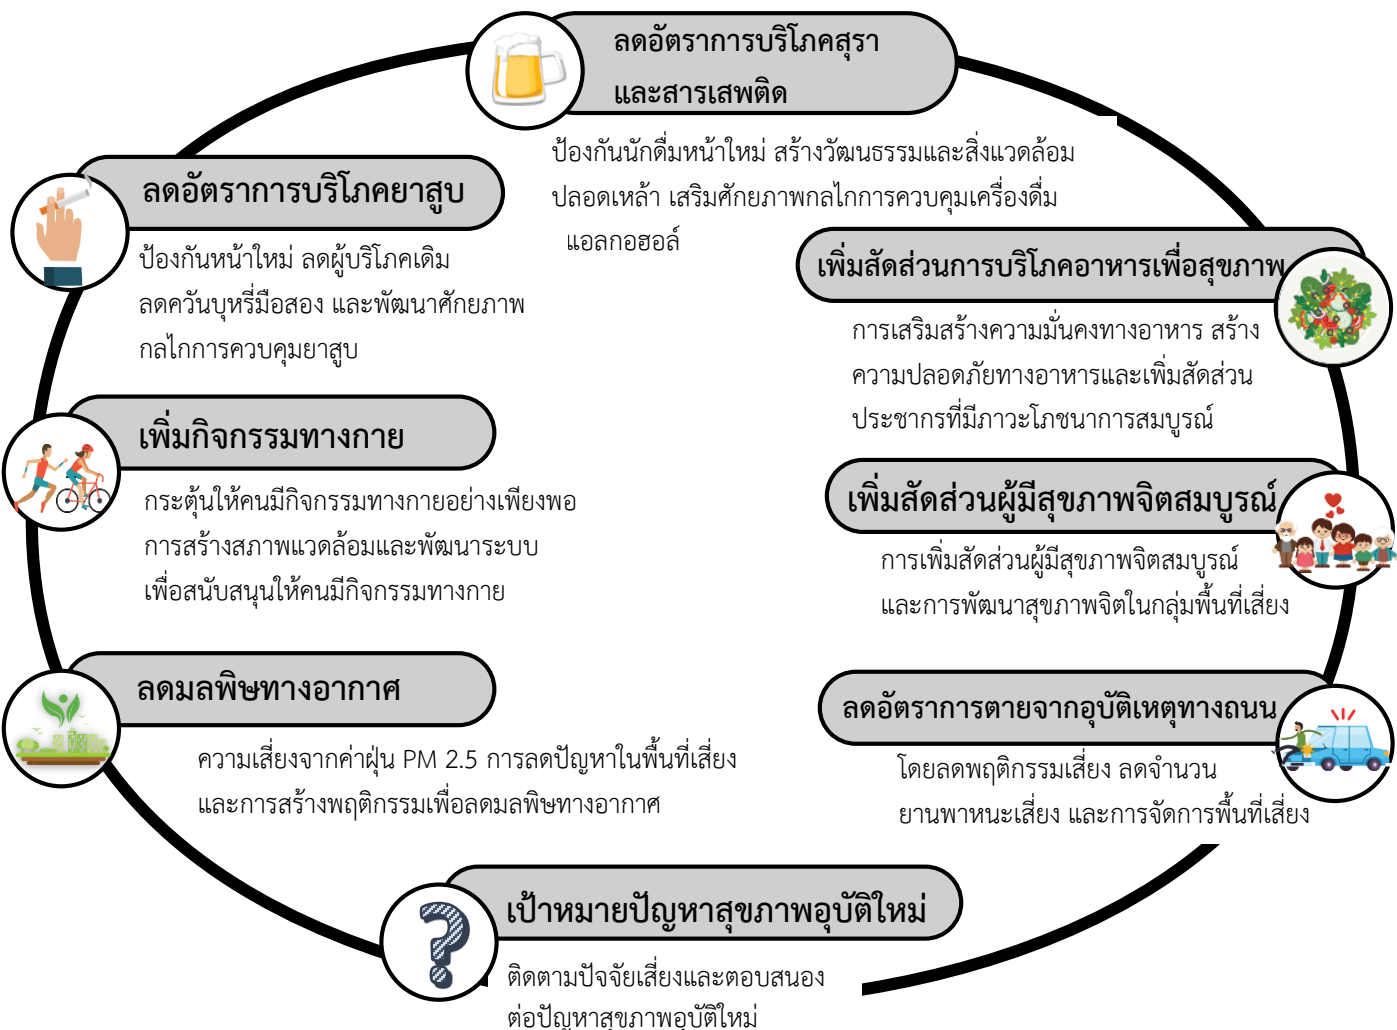 ลดอัตราการบริโภคสุรา
และสารเสพติด
ป้องกันนักดื่มหน้าใหม่ สร้างวัฒนธรรมและสิ่งแวดล้อม
ปลอดเหล้า เสริมศักยภาพกลไกการควบคุมเครื่องดื่ม
แอลกอฮอล์
ลดอัตราการบริโภคยาสูบ
ป้องกันหน้าใหม่ ลดผู้บริโภคเดิม
ลดควันบุหรี่มือสอง และพัฒนาศักยภาพ
กลไกการควบคุมยาสูบ
เพิ่มสัดส่วนการบริโภคอาหารเพื่อสุขภาพ
การเสริมสร้างความมั่นคงทางอาหาร สร้าง
ความปลอดภัยทางอาหารและเพิ่มสัดส่วน
ประชากรที่มีภาวะโภชนาการสมบูรณ์
เพิ่มกิจกรรมทางกาย
กระตุ้นให้คนมีกิจกรรมทางกายอย่างเพียงพอ
การสร้างสภาพแวดล้อมและพัฒนาระบบ
เพื่อสนับสนุนให้คนมีกิจกรรมทางกาย
เพิ่มสัดส่วนผู้มีสุขภาพจิตสมบูรณ์
การเพิ่มสัดส่วนผู้มีสุขภาพจิตสมบูรณ์
และการพัฒนาสุขภาพจิตในกลุ่มพื้นที่เสี่ยง
ลดมลพิษทางอากาศ
ความเสี่ยงจากค่าฝุ่น PM 2.5 การลดปัญหาในพื้นที่เสี่ยง
และการสร้างพฤติกรรมเพื่อลดมลพิษทางอากาศ
ลดอัตราการตายจากอุบัติเหตุทางถนน
โดยลดพฤติกรรมเสี่ยง ลดจำนวน
ยานพาหนะเสี่ยง และการจัดการพื้นที่เสี่ยง
เป้าหมายปัญหาสุขภาพอุบัติใหม่
ติดตามปัจจัยเสี่ยงและตอบสนอง
ต่อปัญหาสุขภาพอุบัติใหม่